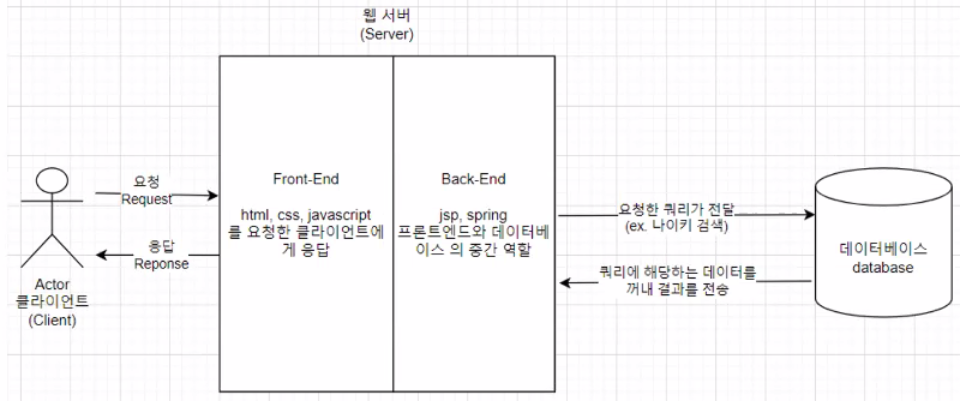 웹 서버
(Server)
요청
Request
응답
Reponse
Actor
클라이언트
(Client)
Front-End
html, css, javascript
를 요청한 클라이언트에
게 응답
Back-End
jsp, spring
프론트엔드와 데이터베
이스 의 중간 역할
요청한 쿼리가 전달
(ex. 나이키 검색)
쿼리에 해당하는 데이터를
꺼내 결과를 전송
데이터베이스
database